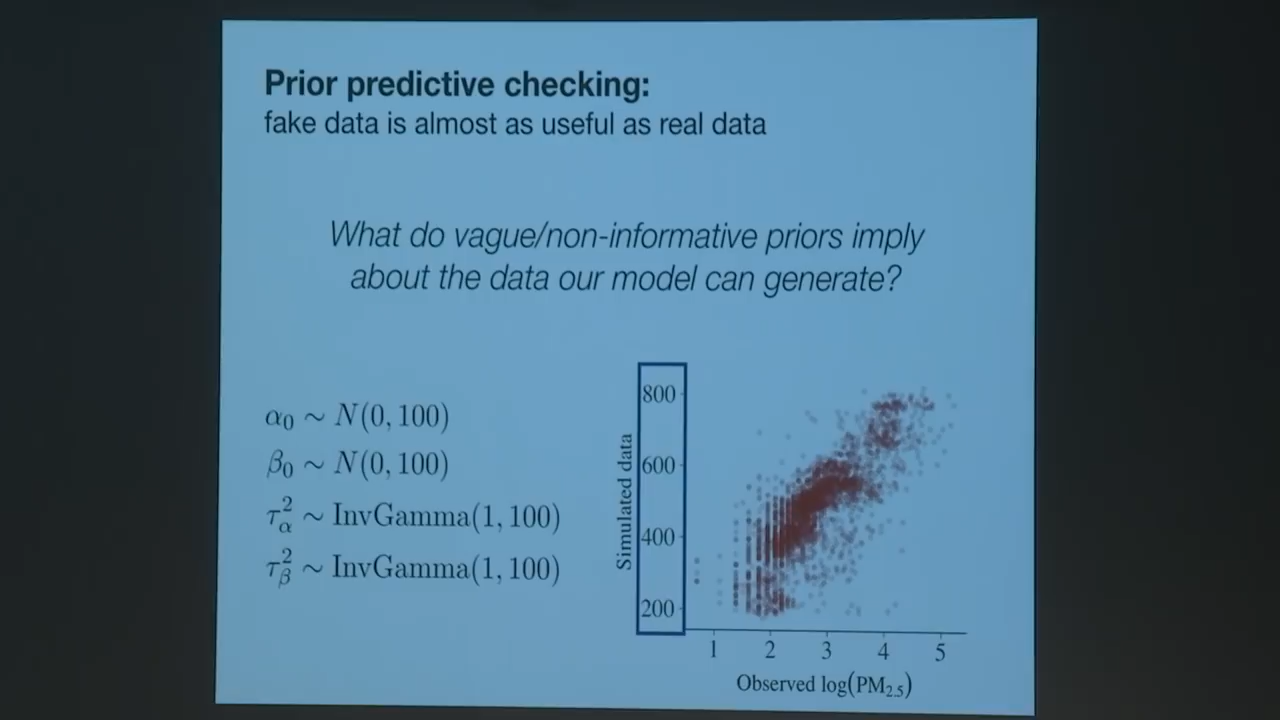 Prior predictive checking:
fake data is almost as useful as real data
What do vague/non-informative priors imply
about the data our model can generate?
α₀ ∼ N(0, 100)
β₀ ∼ N(0, 100)
τ²_α ∼ InvGamma(1, 100)
τ²_β ∼ InvGamma(1, 100)
Simulated data
800
600
400
200
1 2 3 4 5
Observed log(PM₂.₅)